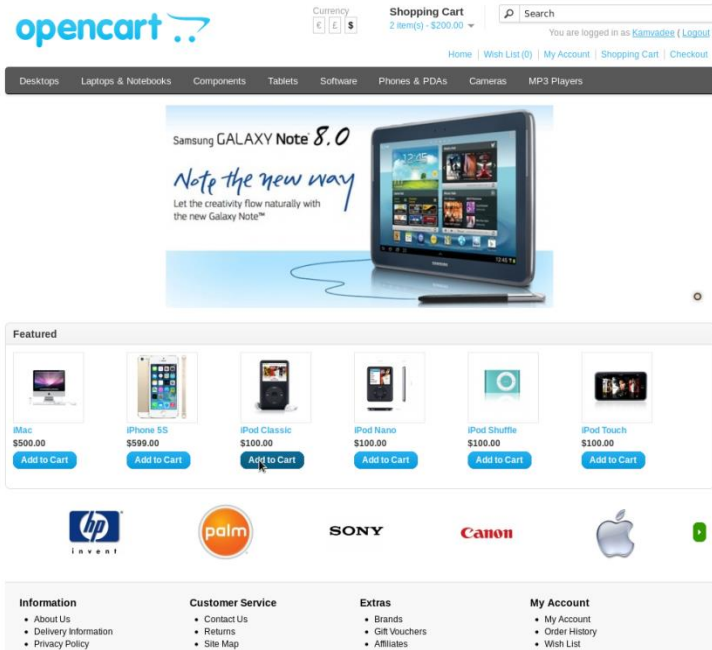 opencart
Currency
€ £ $
Shopping Cart
2 item(s) - $200.00
Search
You are logged in as Kamvadee ( Logout
Home | Wish List (0) | My Account | Shopping Cart | Checkout
Desktops Laptops & Notebooks Components Tablets Software Phones & PDAs Cameras MP3 Players
Samsung GALAXY Note 8.0
Note the new way
Let the creativity flow naturally with
the new Galaxy Note™
12:45
SAMSUNG
Featured
iMac iPhone 5S iPod Classic iPod Nano iPod Shuffle iPod Touch
$500.00 $599.00 $100.00 $100.00 $100.00 $100.00
Add to Cart Add to Cart Add to Cart Add to Cart Add to Cart Add to Cart
hp palm SONY Canon
invent
Information Customer Service Extras My Account
• About Us • Contact Us • Brands • My Account
• Delivery Information • Returns • Gift Vouchers • Order History
• Privacy Policy • Site Map • Affiliates • Wish List